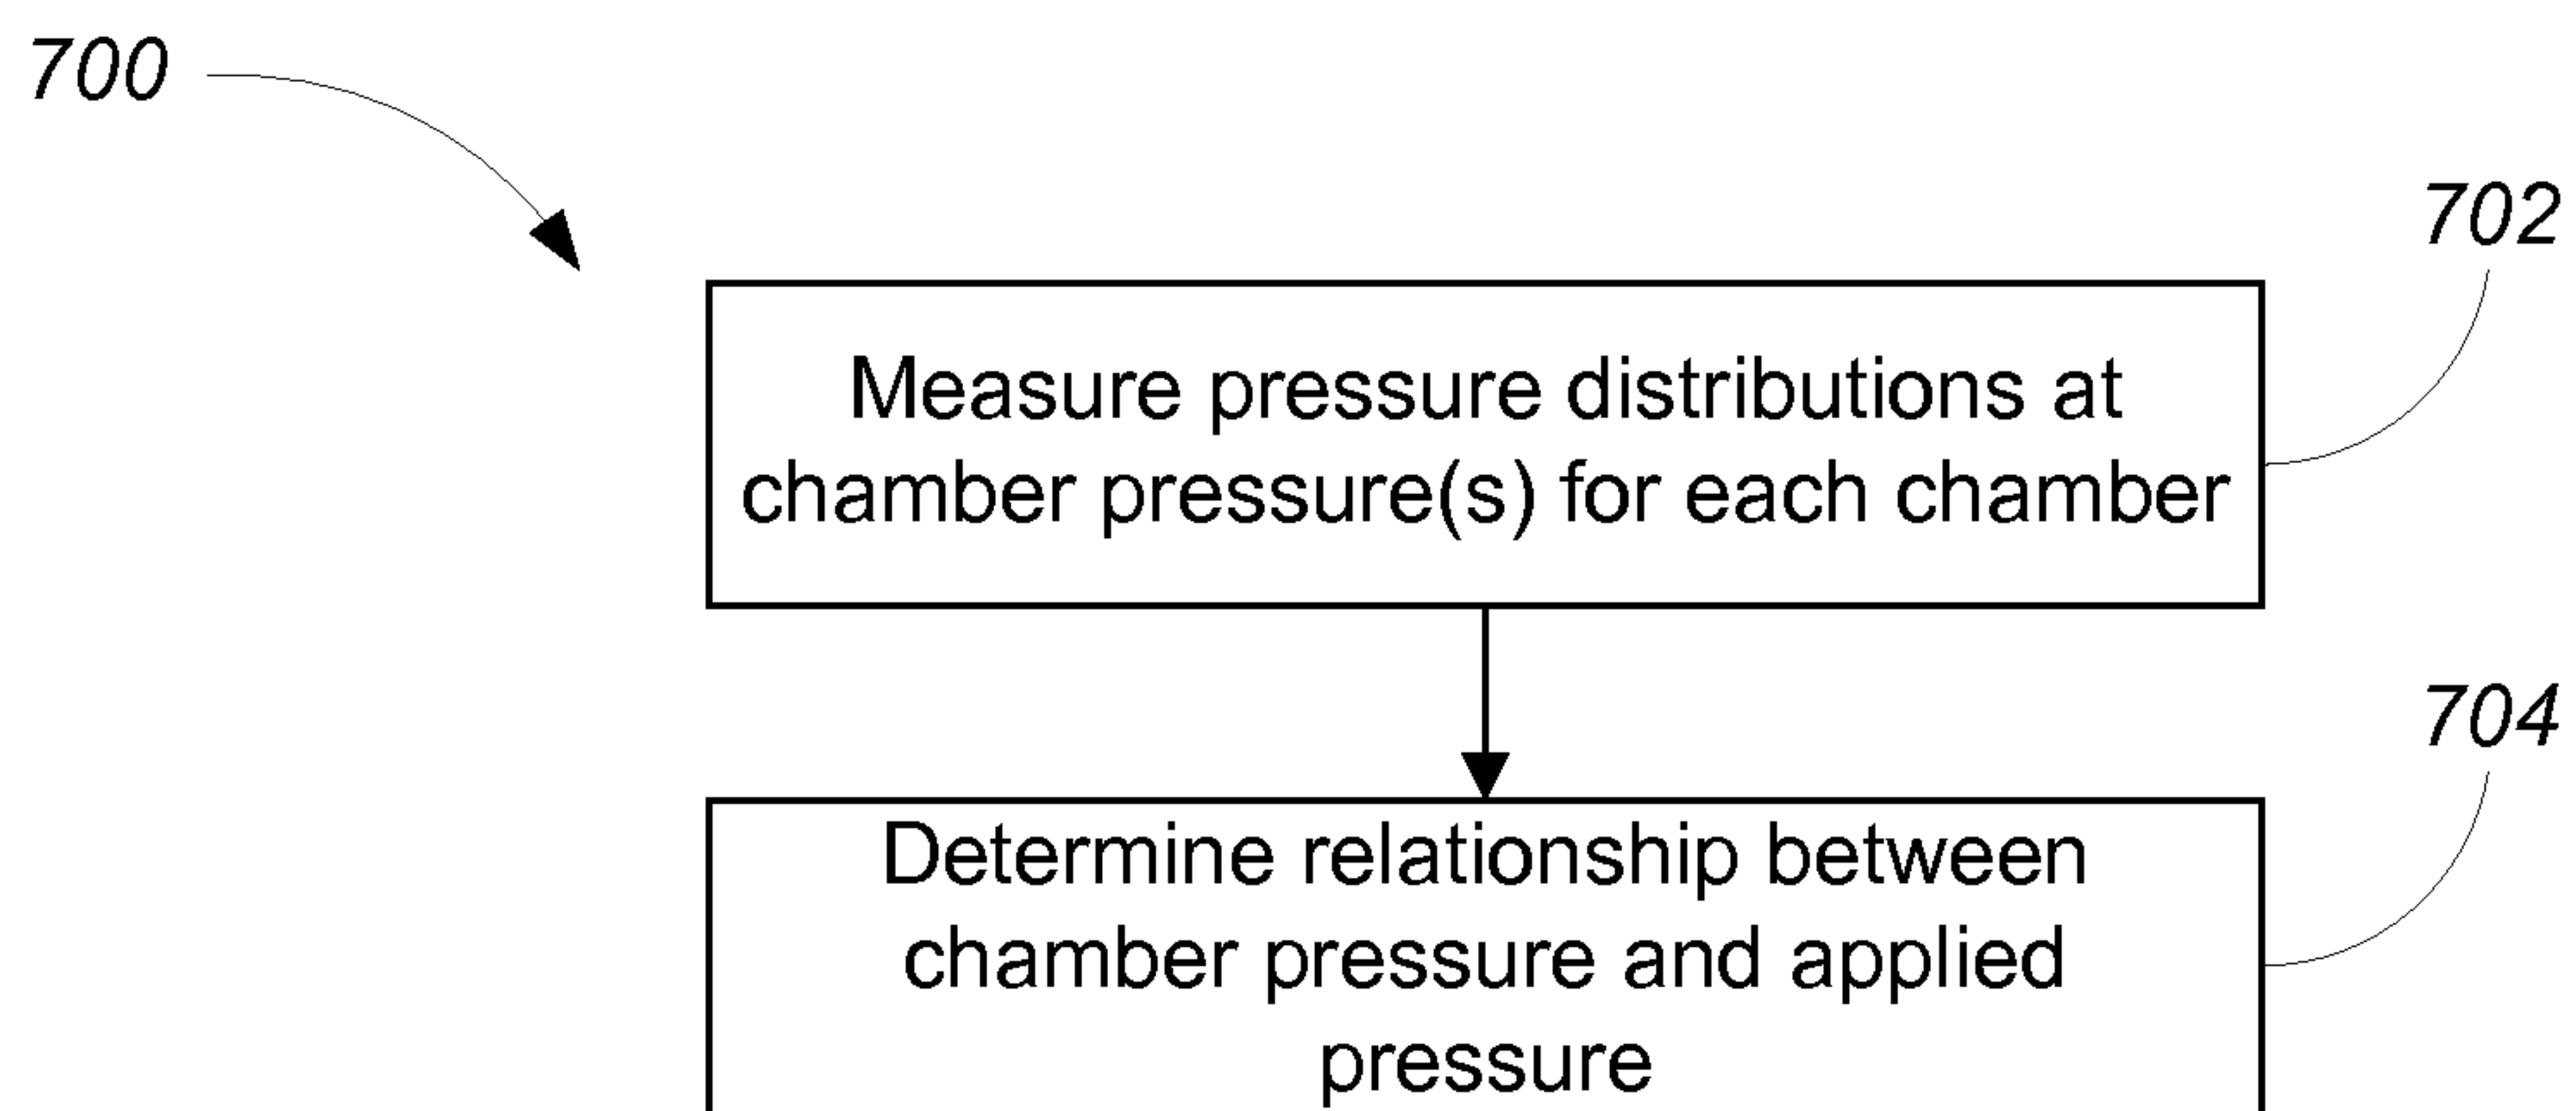 700
702
Measure pressure distributions at
chamber pressure(s) for each chamber
704
Determine relationship between
chamber pressure and applied
pressure